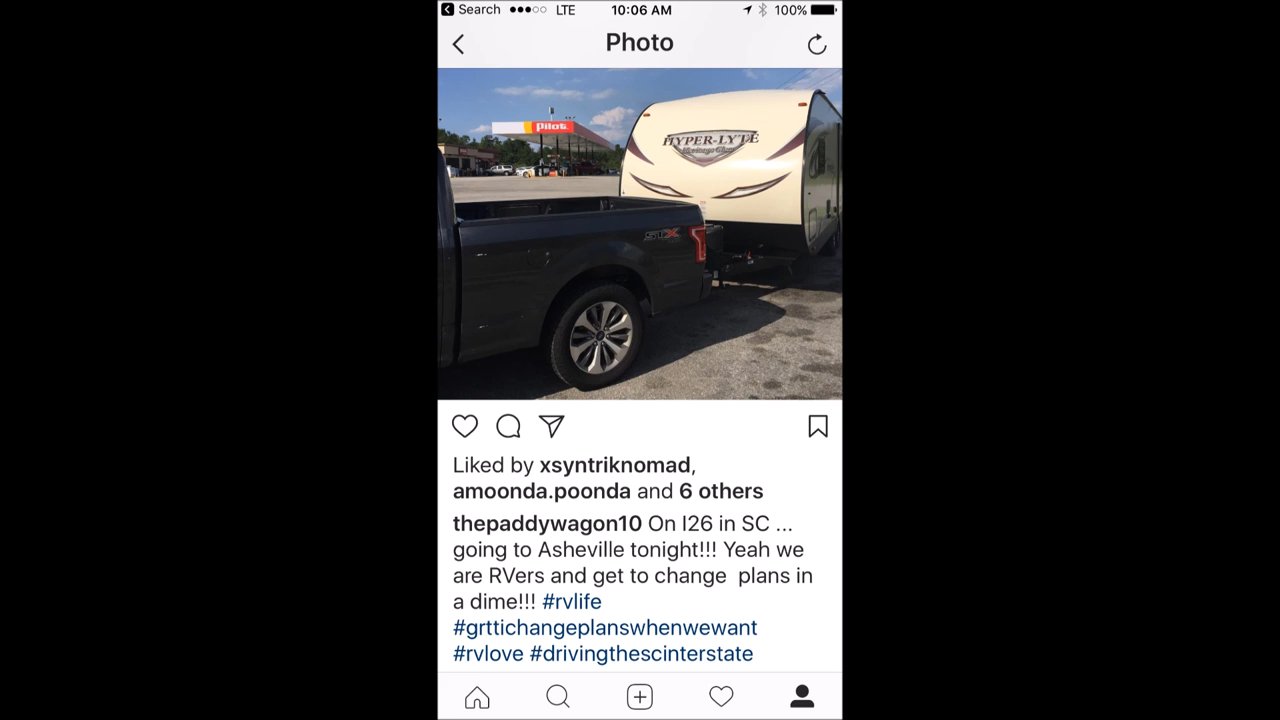 Search LTE 10:06 AM 100%
Photo
Pilot.
HYPER-LYTE
STX
Liked by xsyntriknomad,
amoonda.poonda and 6 others
thepaddywagon10 On I26 in SC ...
going to Asheville tonight!!! Yeah we
are RVers and get to change plans in
a dime!!! #rvlife
#grttichangeplanswhenwewant
#rvlove #drivingthescinterstate